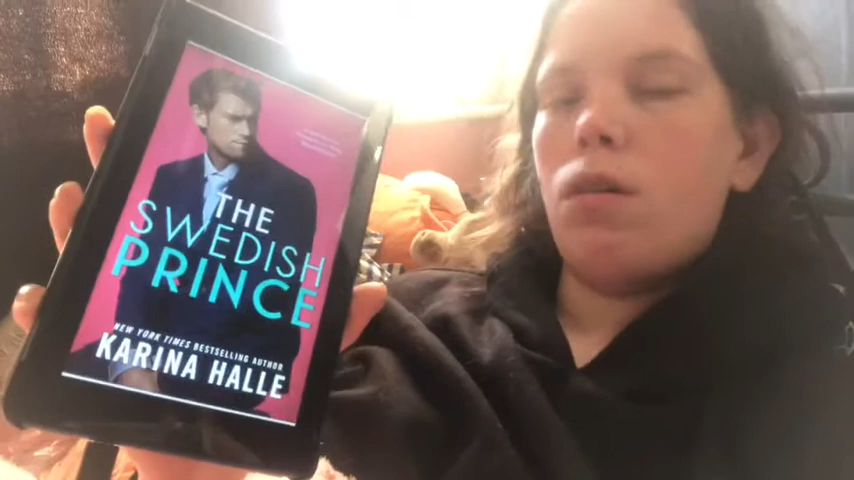 THE
SWEDISH
PRINCE
NEW YORK TIMES BESTSELLING AUTHOR
KARINA HALLE